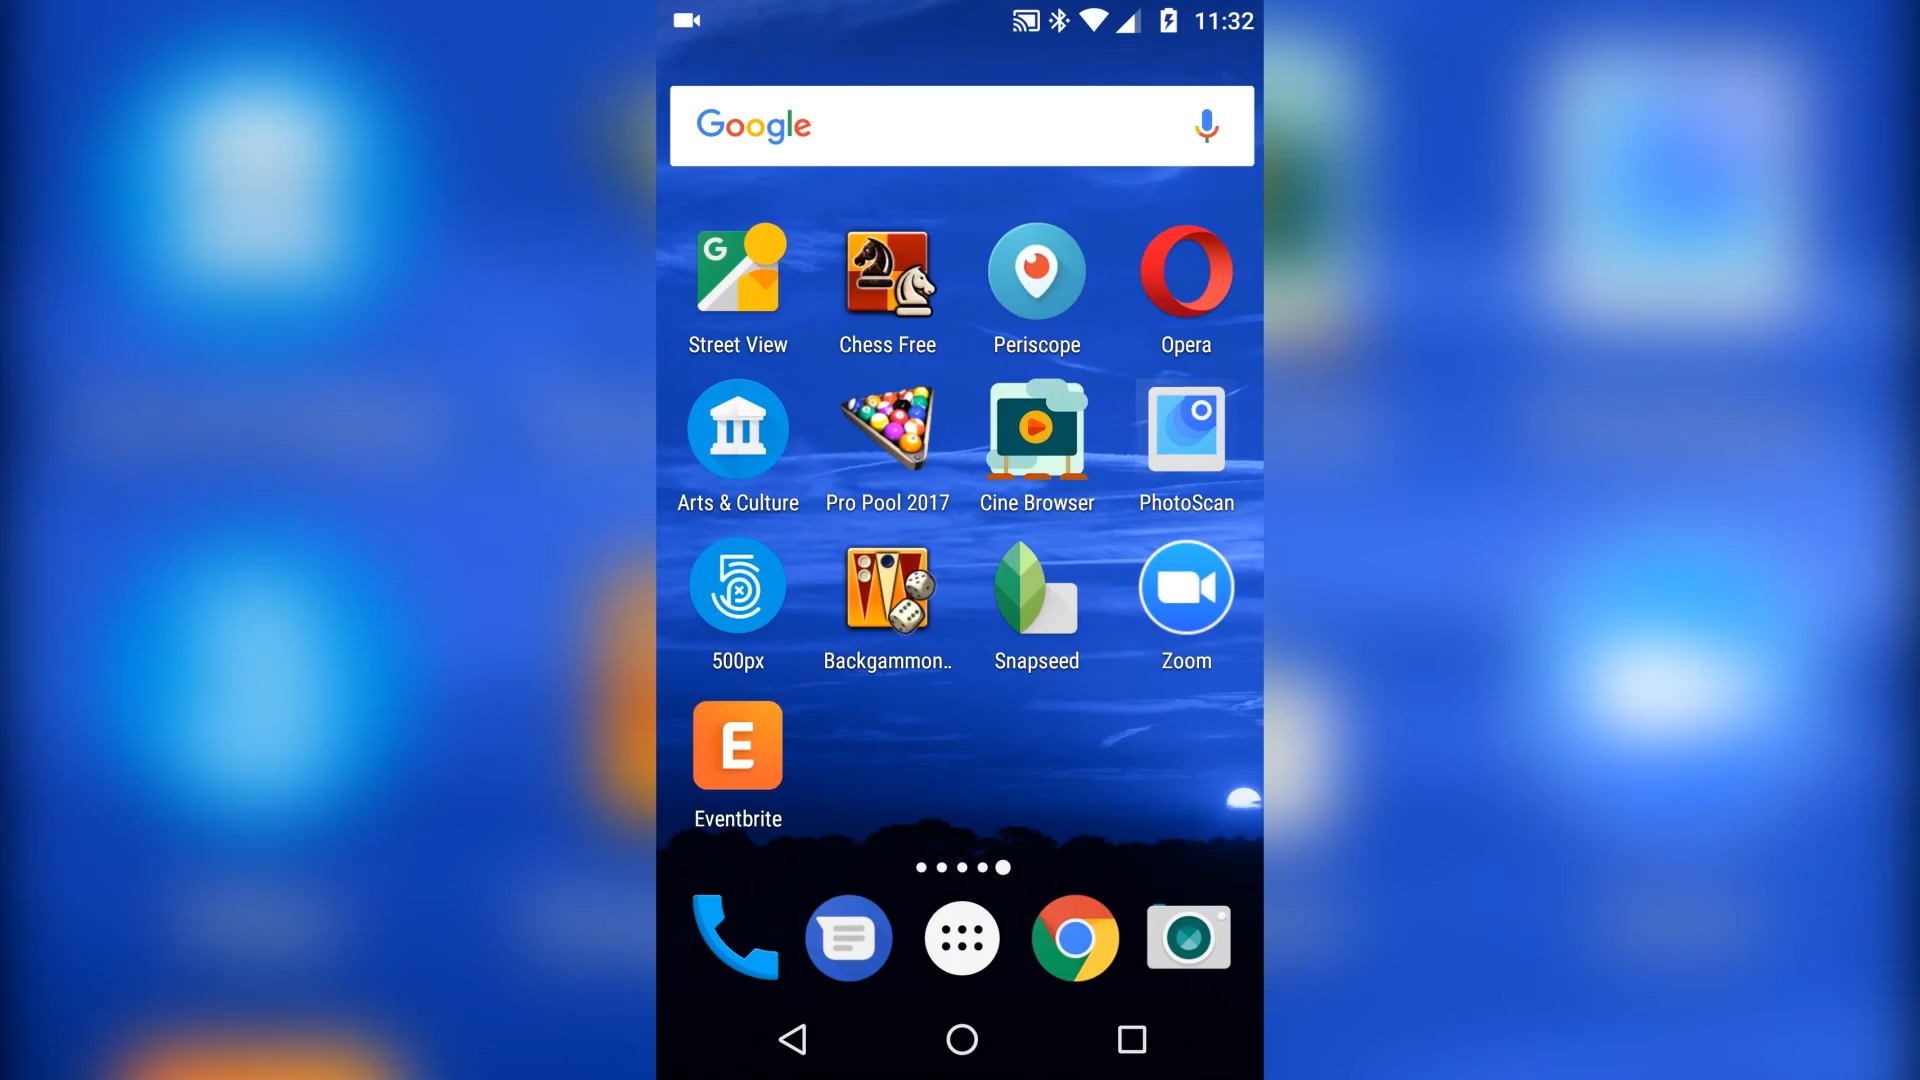 11:32
Google
G
Street View
Chess Free
Periscope
Opera
Arts & Culture
Pro Pool 2017
Cine Browser
PhotoScan
5
500px
Backgammon..
Snapseed
Zoom
E
Eventbrite